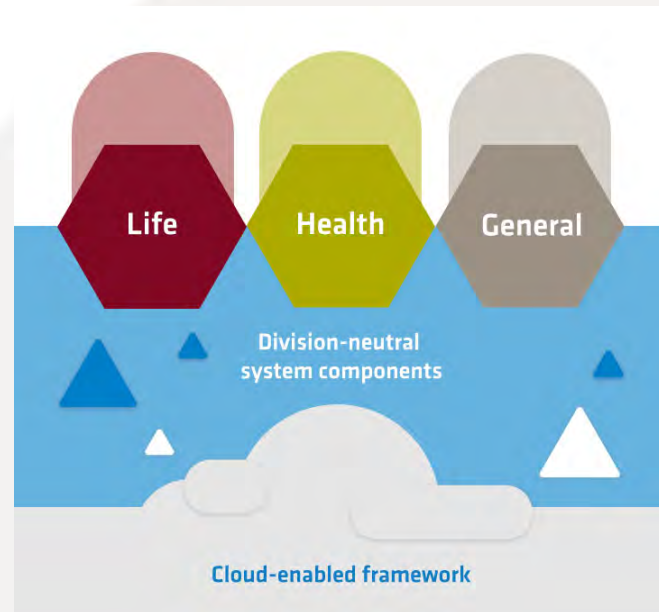 Life
Health
General
Division-neutral
system components
Cloud-enabled framework